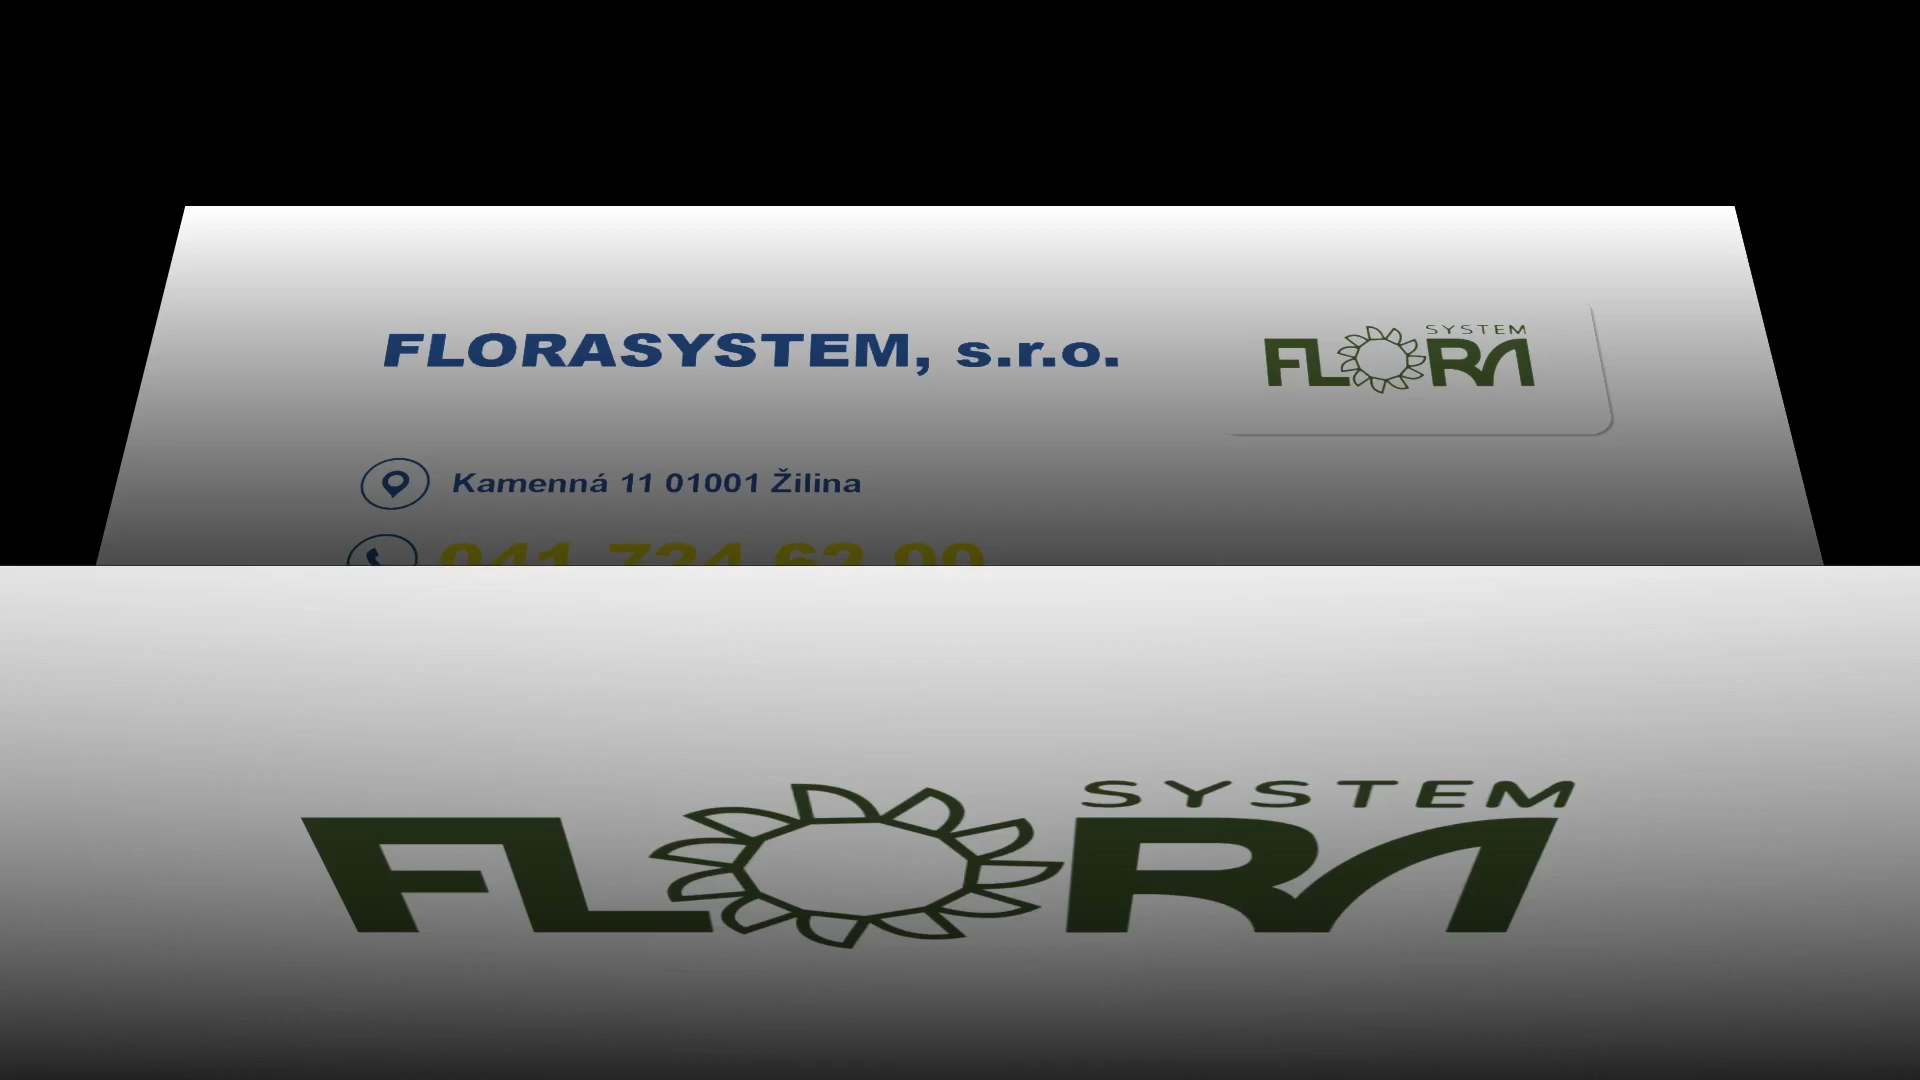 FLORASYSTEM, s.r.o.
SYSTEM
FLORA
Kamenná 11 01001 Žilina
SYSTEM
FLORA